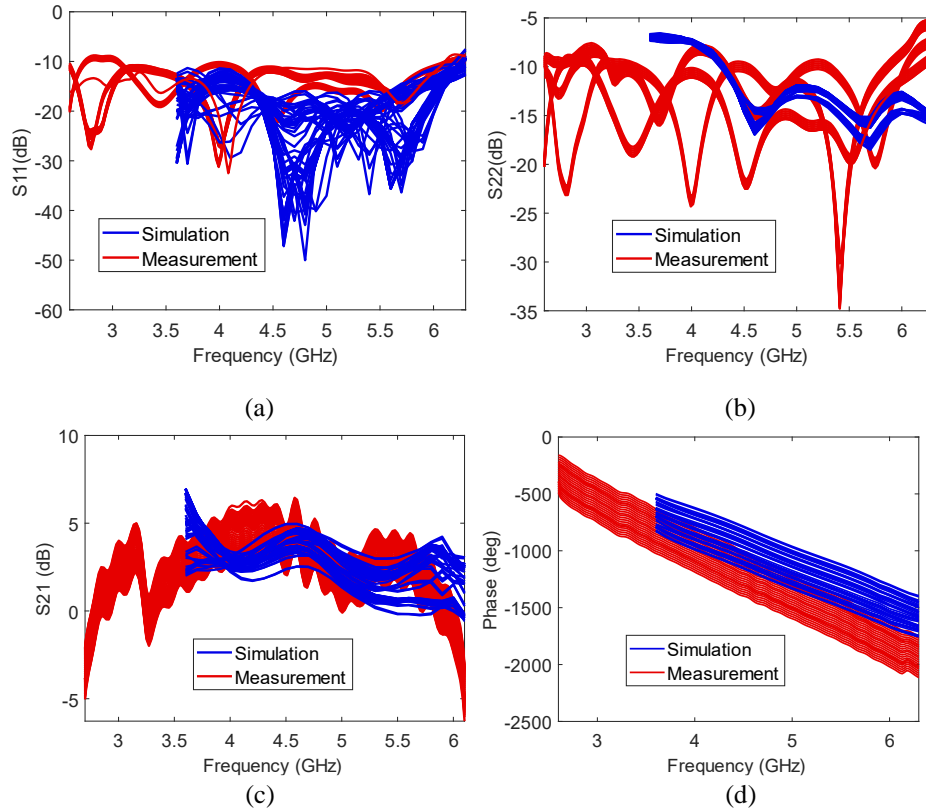 0
-10
-20
-30
-40
-50
-60
S11(dB)
Simulation
Measurement
3 3.5 4 4.5 5 5.5 6
Frequency (GHz)
(a)
-5
-10
-15
-20
-25
-30
-35
S22(dB)
Simulation
Measurement
3 3.5 4 4.5 5 5.5 6
Frequency (GHz)
(b)
10
5
0
-5
S21 (dB)
Simulation
Measurement
3 3.5 4 4.5 5 5.5 6
Frequency (GHz)
(c)
0
-500
-1000
-1500
-2000
-2500
Phase (deg)
Simulation
Measurement
3 4 5 6
Frequency (GHz)
(d)